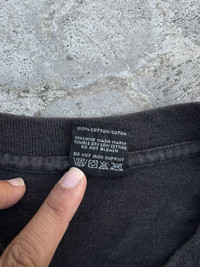 100% COTTON/COTON
MACHINE WASH WARM
TUMBLE DRY LOW SETTING
DO NOT BLEACH
DO NOT IRON IMPRINT